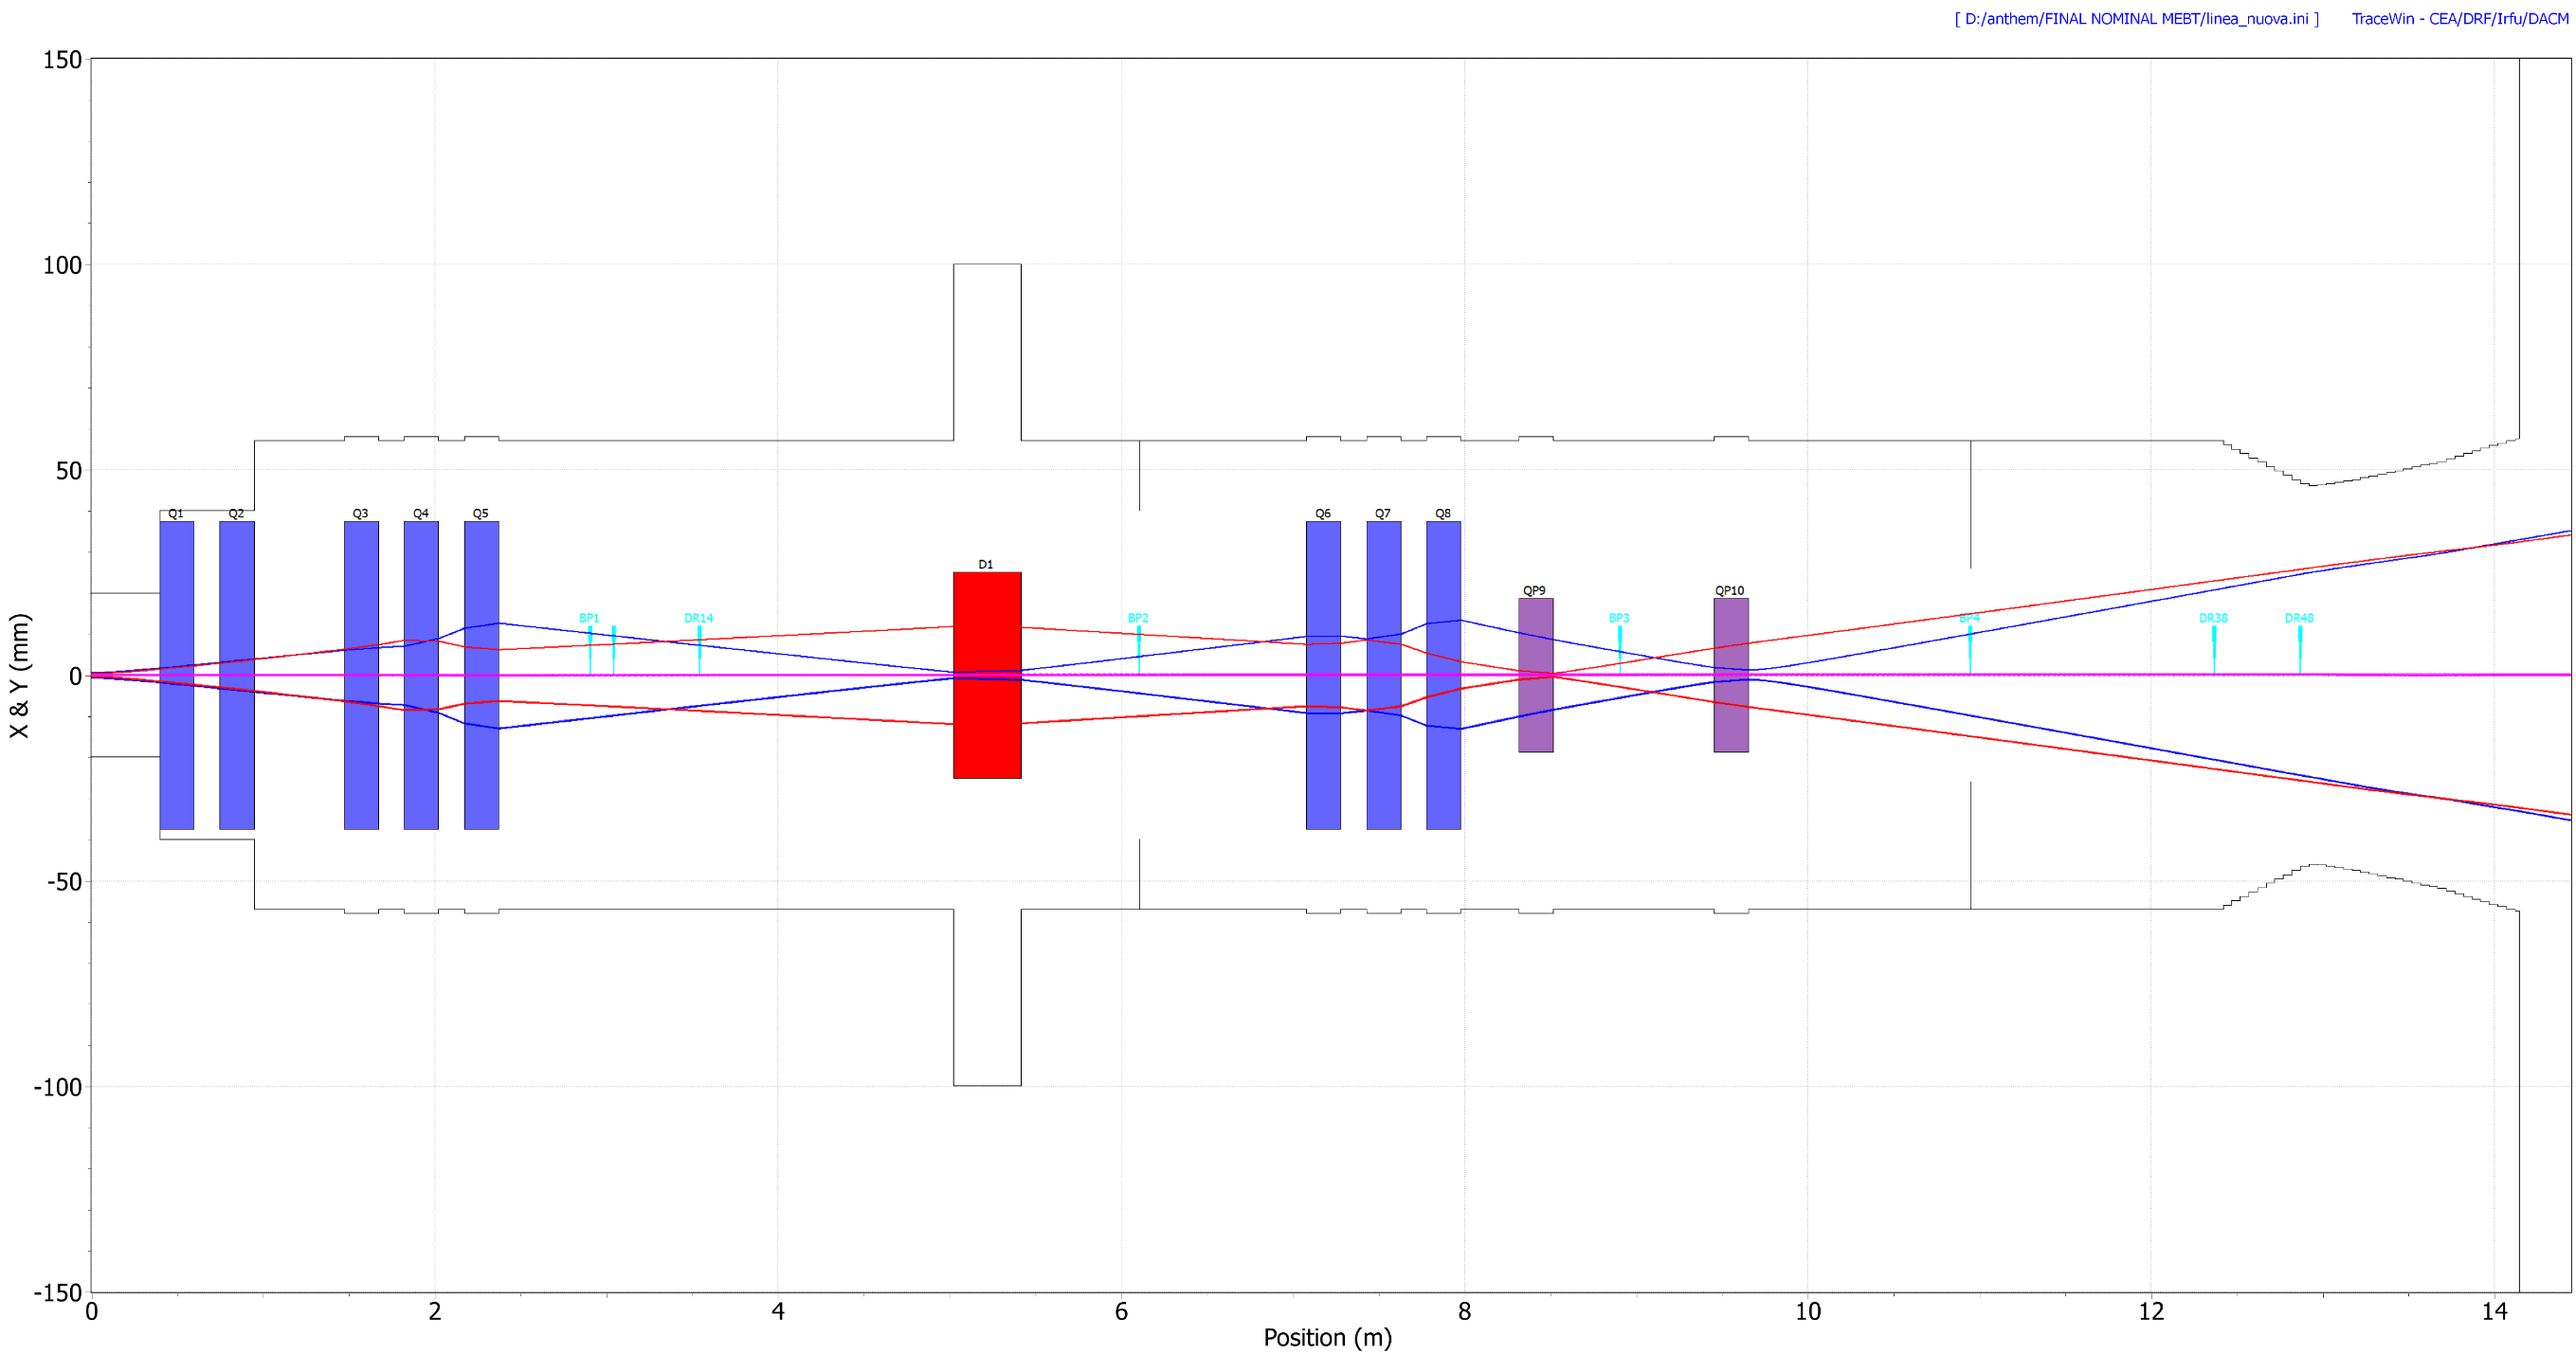 [ D:/anthem/FINAL NOMINAL MEBT/linea_nuova.ini ] TraceWin - CEA/DRF/Irfu/DACM
150
100
50
0
-50
-100
-150
X & Y (mm)
Q1 Q2 Q3 Q4 Q5 D1 Q6 Q7 Q8 QP9 QP10
BP1 DR14 BP2 BP3 BP4 DR38 DR48
0 2 4 6 8 10 12 14
Position (m)